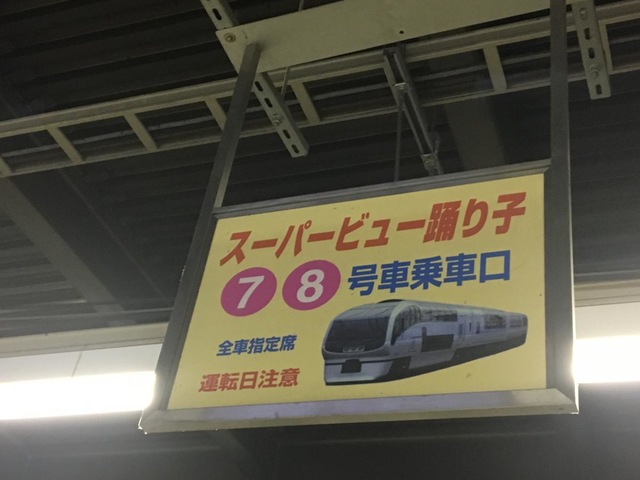 スーパービュー踊り子
7 8 号車乗車口
全車指定席
運転日注意